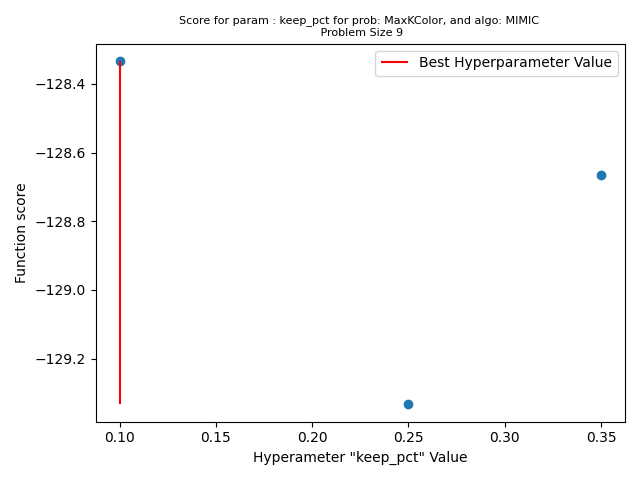 Score for param : keep_pct for prob: MaxKColor, and algo: MIMIC
Problem Size 9
Best Hyperparameter Value
Function score
−128.4
−128.6
−128.8
−129.0
−129.2
0.10 0.15 0.20 0.25 0.30 0.35
Hyperameter "keep_pct" Value